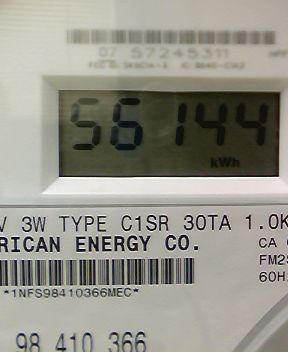 07 57245311
56144
kWh
V 3W TYPE C1SR 30TA 1.0K
RICAN ENERGY CO.
CA
FM2S
60H
*1NFS98410366MEC*
98 410 366